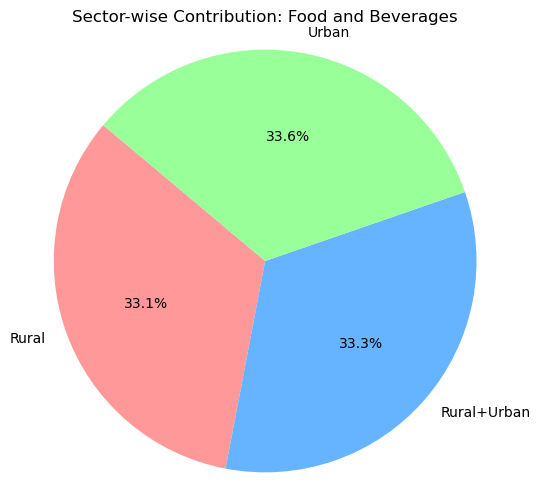 Sector-wise Contribution: Food and Beverages
Urban
33.6%
33.1%
Rural
33.3%
Rural+Urban